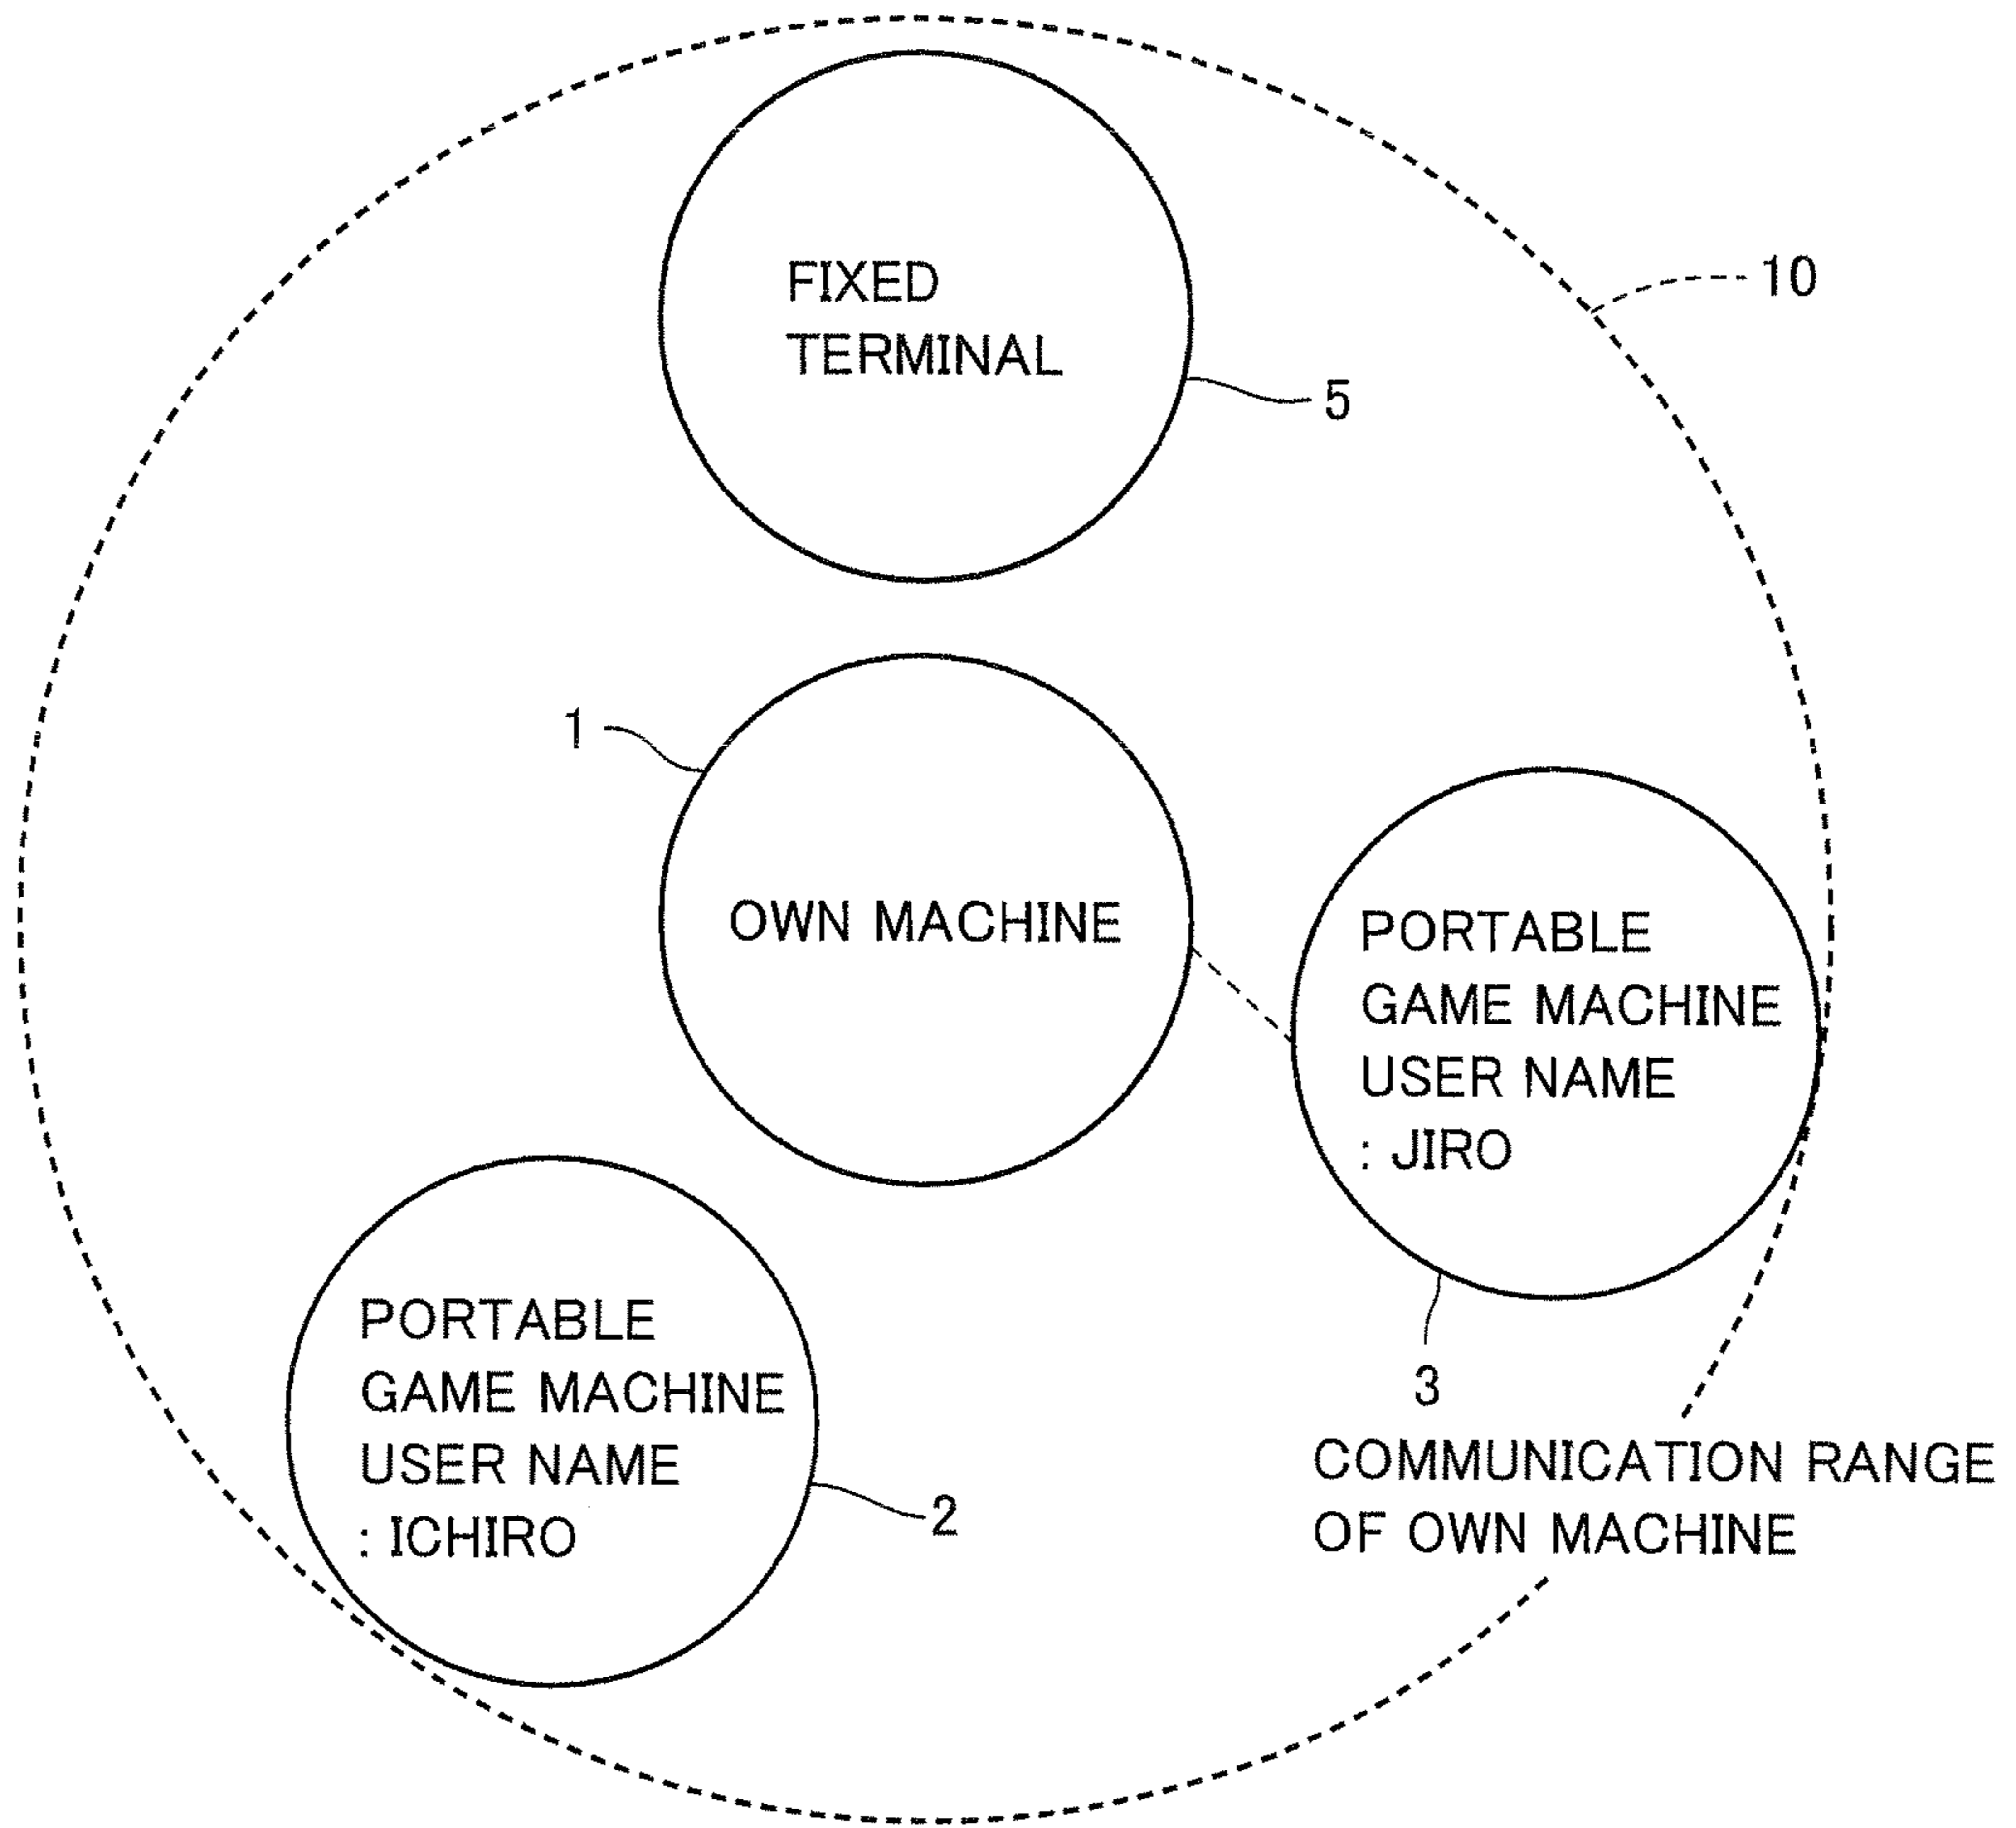 FIXED
TERMINAL
10
5
1
OWN MACHINE
PORTABLE
GAME MACHINE
USER NAME
: JIRO
3
PORTABLE
GAME MACHINE
USER NAME
: ICHIRO
2
COMMUNICATION RANGE
OF OWN MACHINE